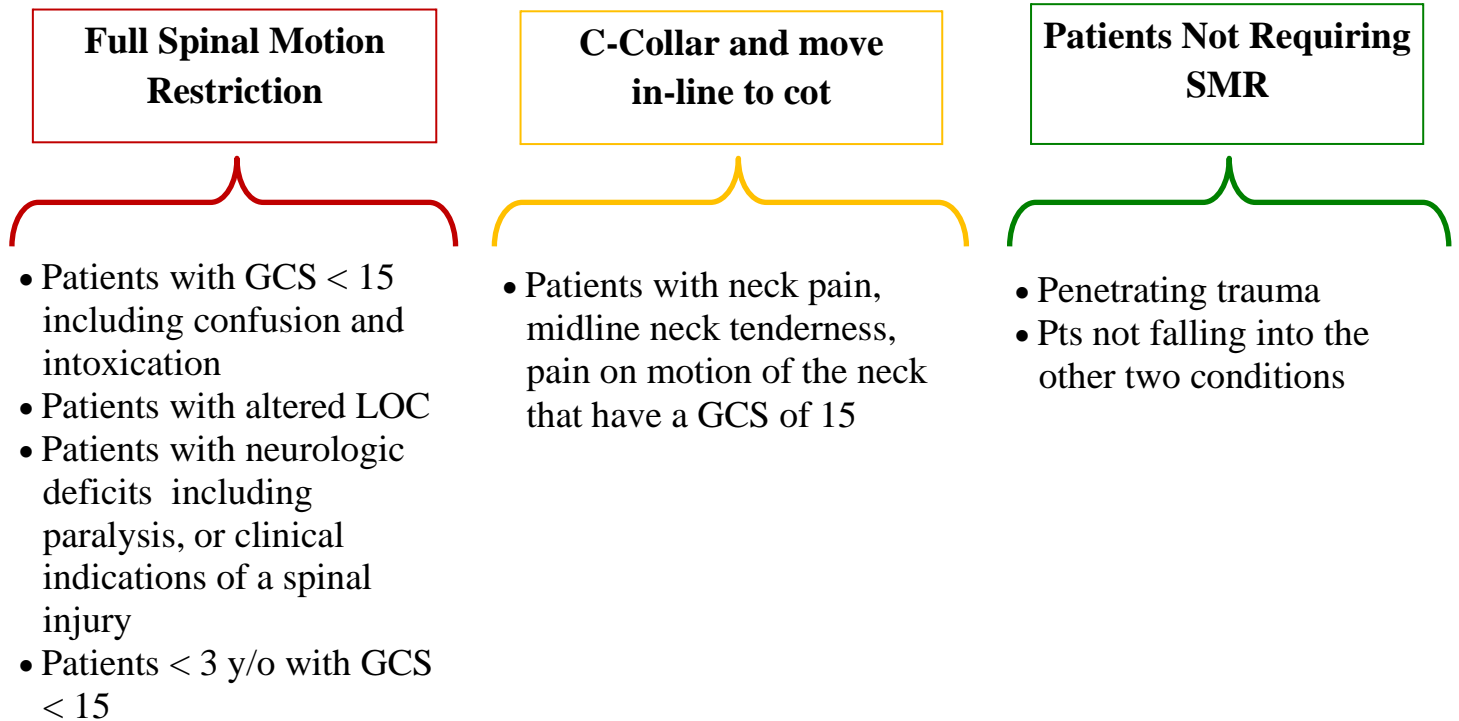 Full Spinal Motion
Restriction
• Patients with GCS < 15
including confusion and
intoxication
• Patients with altered LOC
• Patients with neurologic
deficits including
paralysis, or clinical
indications of a spinal
injury
• Patients < 3 y/o with GCS
< 15
C-Collar and move
in-line to cot
• Patients with neck pain,
midline neck tenderness,
pain on motion of the neck
that have a GCS of 15
Patients Not Requiring
SMR
• Penetrating trauma
• Pts not falling into the
other two conditions